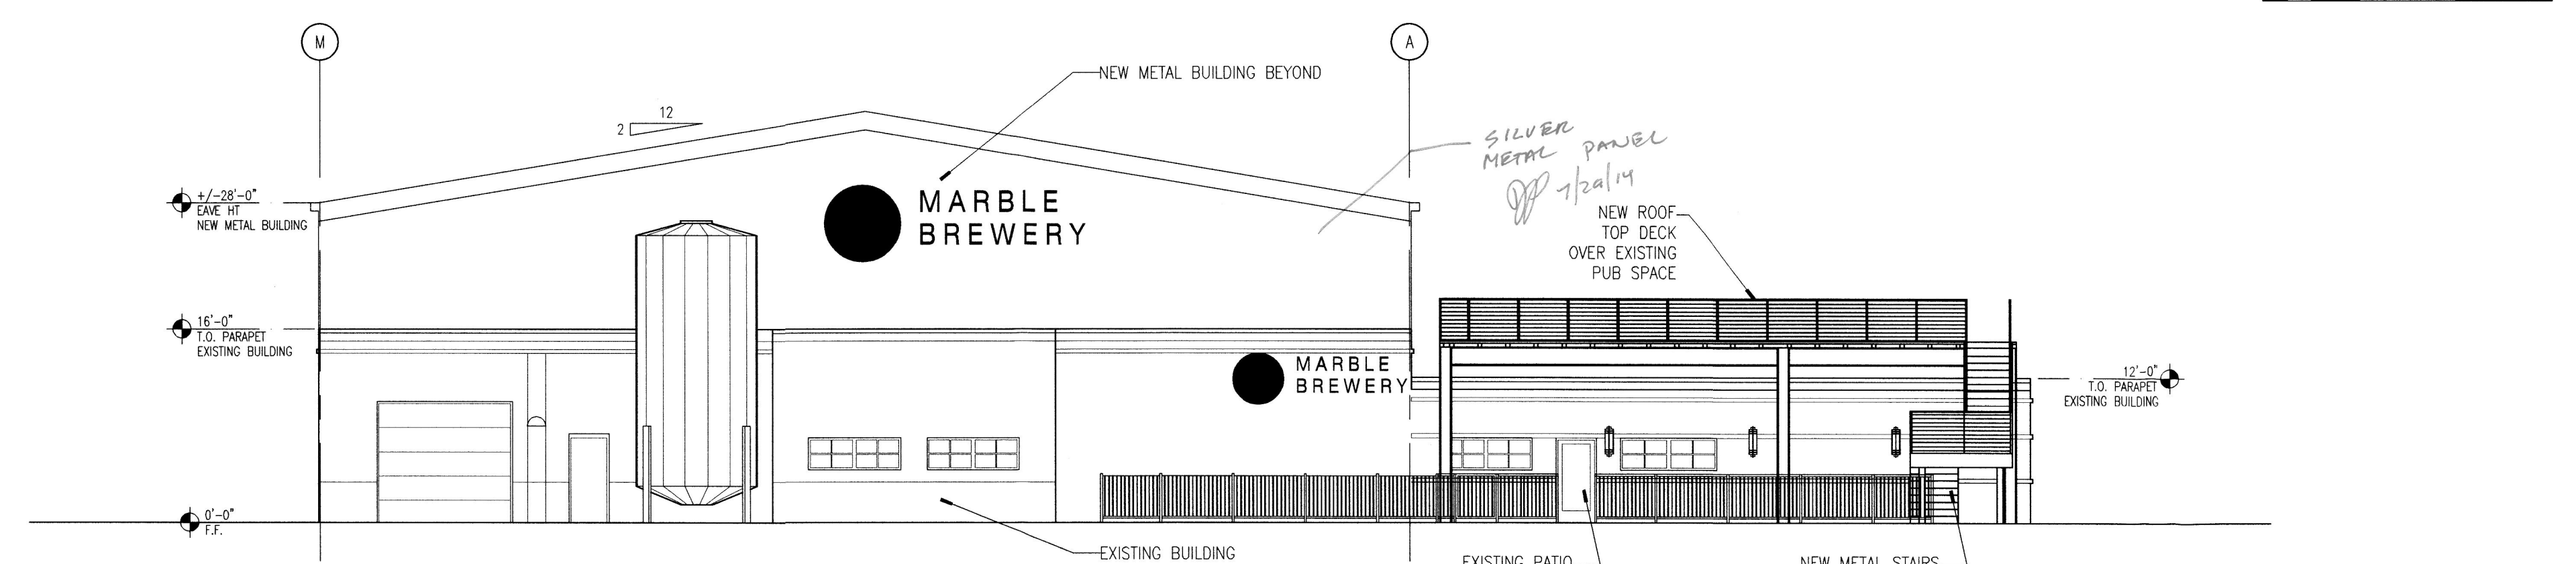 M
A
NEW METAL BUILDING BEYOND
12
2
SILVER
METAL PANEL
7/29/14
+/-28'-0"
EAVE HT
NEW METAL BUILDING
MARBLE
BREWERY
NEW ROOF
TOP DECK
OVER EXISTING
PUB SPACE
16'-0"
T.O. PARAPET
EXISTING BUILDING
MARBLE
BREWERY
12'-0"
T.O. PARAPET
EXISTING BUILDING
0'-0"
F.F.
EXISTING BUILDING
EXISTING PATIO
NEW METAL STAIRS